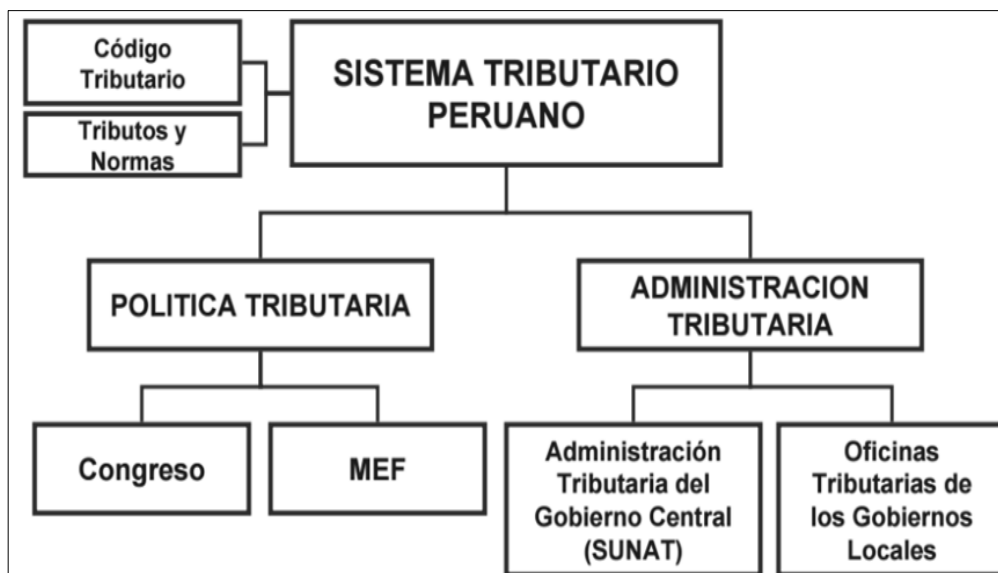 Código
Tributario
SISTEMA TRIBUTARIO
PERUANO
Tributos y
Normas
POLITICA TRIBUTARIA
ADMINISTRACION
TRIBUTARIA
Congreso
MEF
Administración
Tributaria del
Gobierno Central
(SUNAT)
Oficinas
Tributarias de
los Gobiernos
Locales